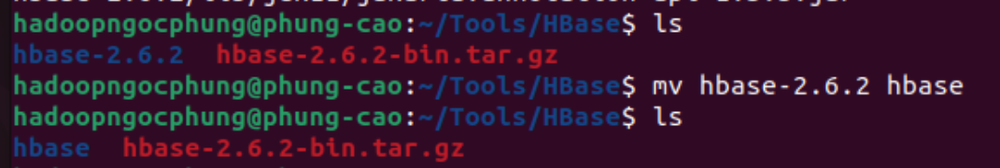 hadoopngocphung@phung-cao:~/Tools/HBase$ ls
hbase-2.6.2  hbase-2.6.2-bin.tar.gz
hadoopngocphung@phung-cao:~/Tools/HBase$ mv hbase-2.6.2 hbase
hadoopngocphung@phung-cao:~/Tools/HBase$ ls
hbase  hbase-2.6.2-bin.tar.gz